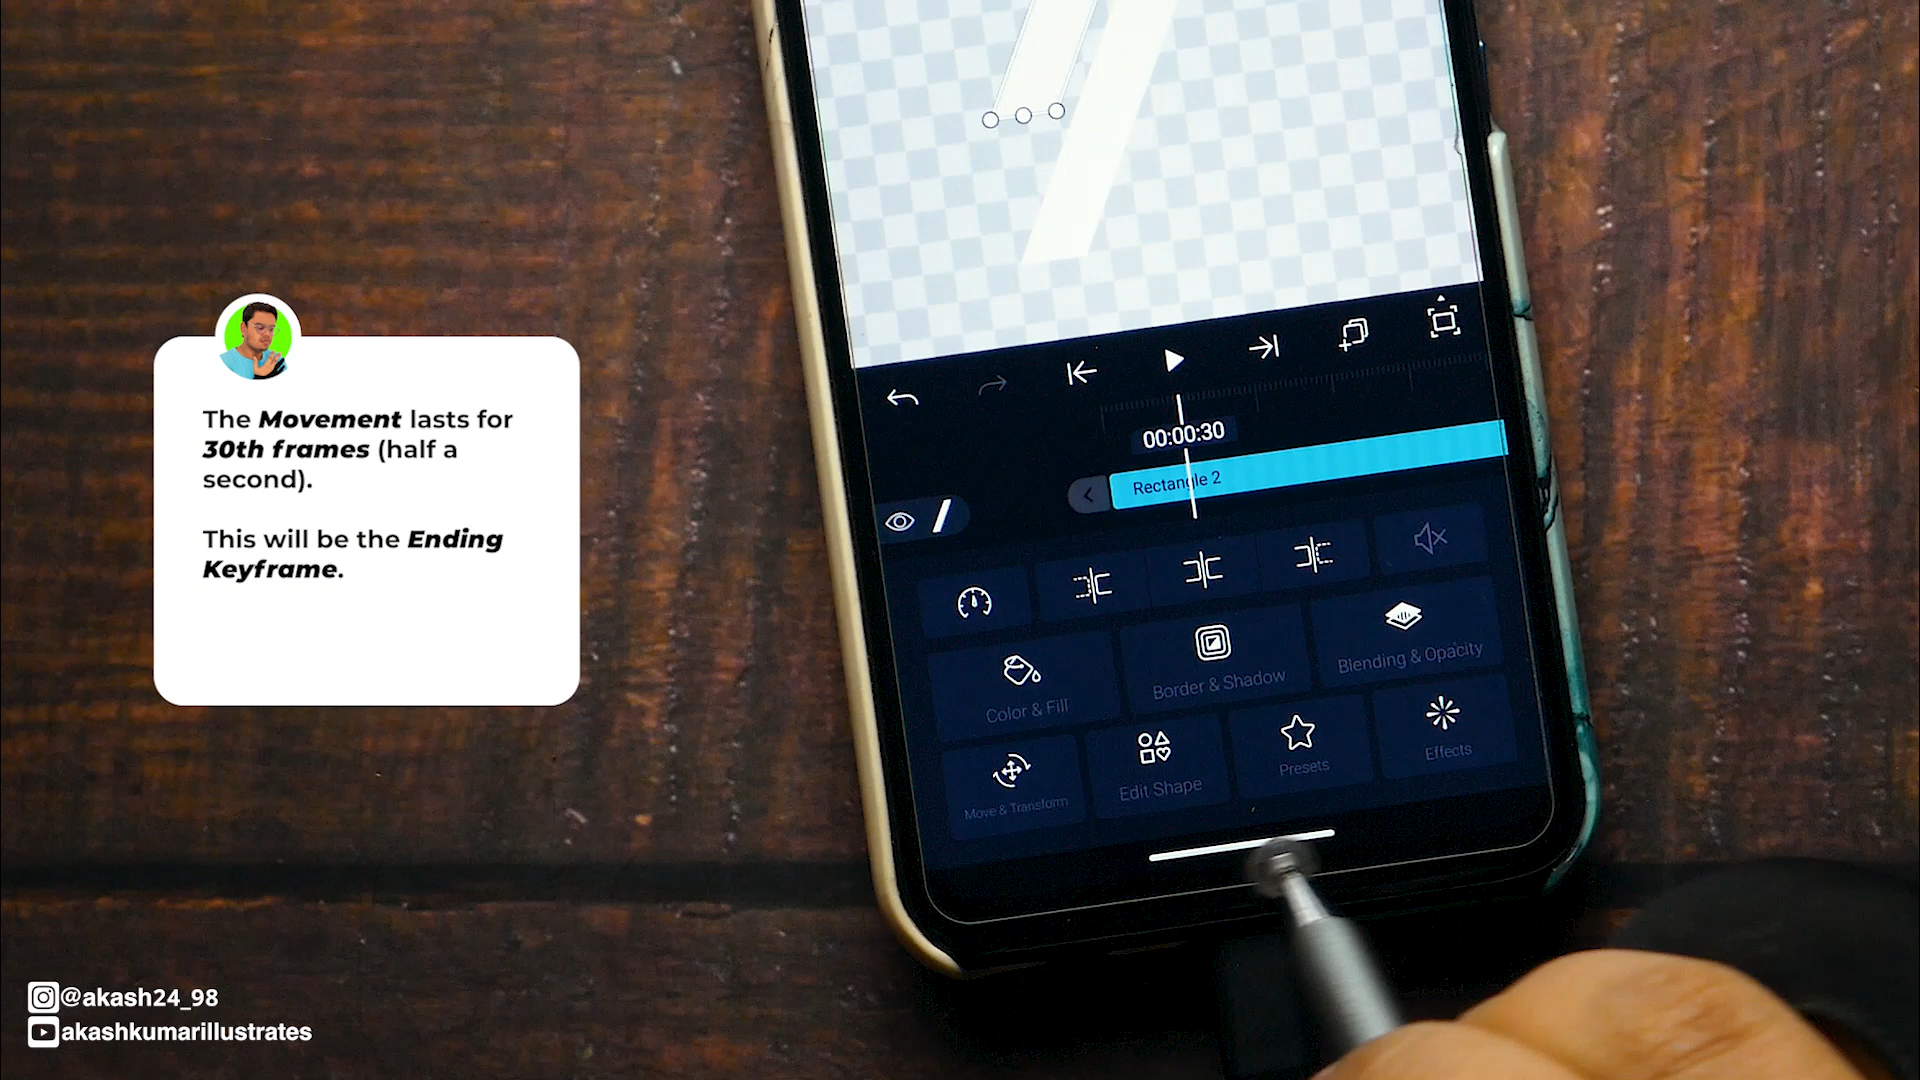 The Movement lasts for
30th frames (half a
second).
This will be the Ending
Keyframe.
00:00:30
Rectangle 2
Color & Fill
Border & Shadow
Blending & Opacity
Move & Transform
Edit Shape
Presets
Effects
@akash24_98
akashkumarillustrates